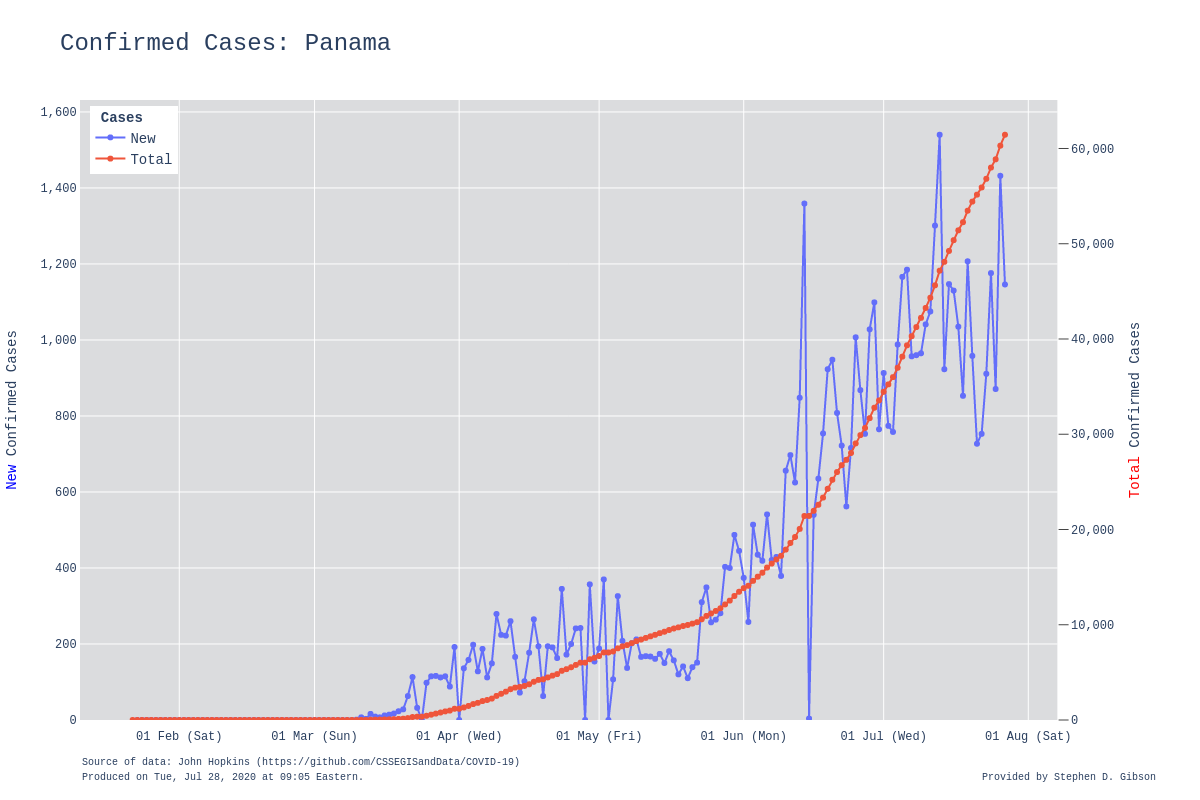 Confirmed Cases: Panama
Cases
New
Total
1,600
1,400
1,200
1,000
800
600
400
200
0
60,000
50,000
40,000
30,000
20,000
10,000
0
New Confirmed Cases
Total Confirmed Cases
01 Feb (Sat)
01 Mar (Sun)
01 Apr (Wed)
01 May (Fri)
01 Jun (Mon)
01 Jul (Wed)
01 Aug (Sat)
Source of data: John Hopkins (https://github.com/CSSEGISandData/COVID-19)
Produced on Tue, Jul 28, 2020 at 09:05 Eastern.
Provided by Stephen D. Gibson